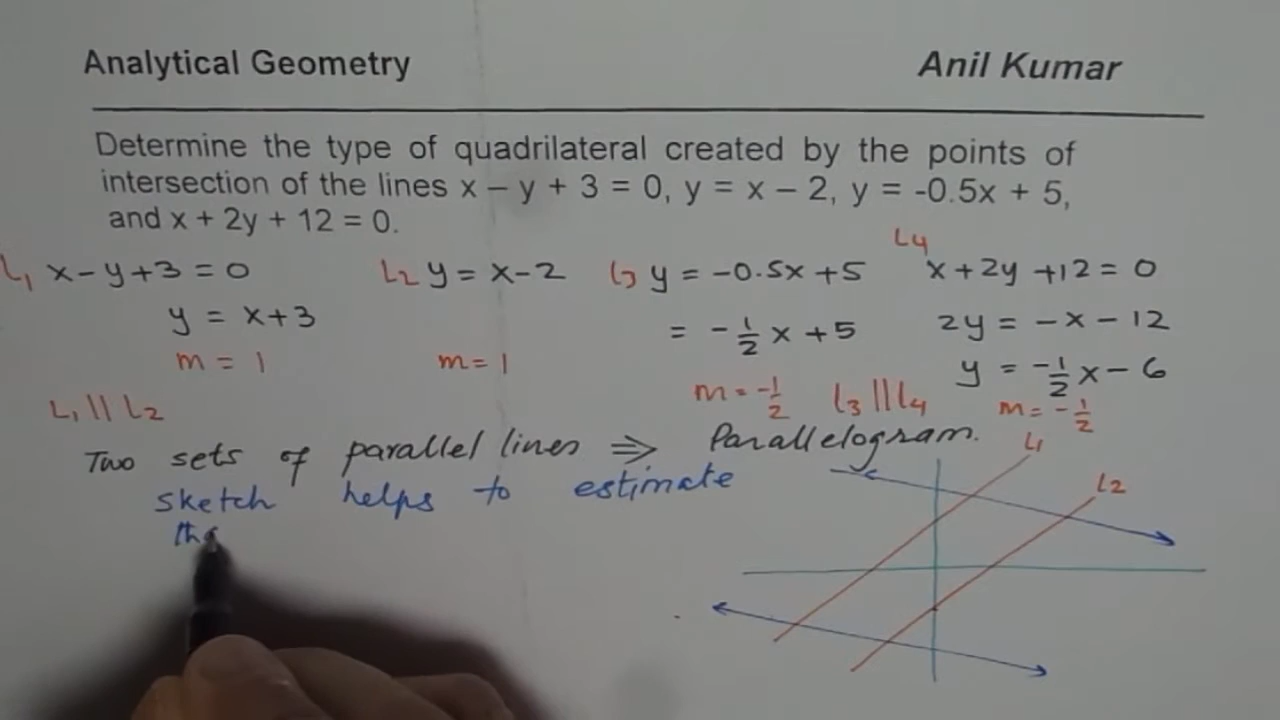 Analytical Geometry Anil Kumar
Determine the type of quadrilateral created by the points of
intersection of the lines x – y + 3 = 0, y = x – 2, y = -0.5x + 5,
and x + 2y + 12 = 0.
L4
L1 x-y+3=0 L2 y = x-2 L3 y = -0.5x +5 x+2y +12=0
y = x+3 = -1/2 x +5 2y = -x -12
m = 1 m=1 y = -1/2 x - 6
m = -1/2 L3 || L4 m = -1/2
L1 || L2
Two sets of parallel lines ⇒ Parallelogram.
L1
sketch helps to estimate
L2
the